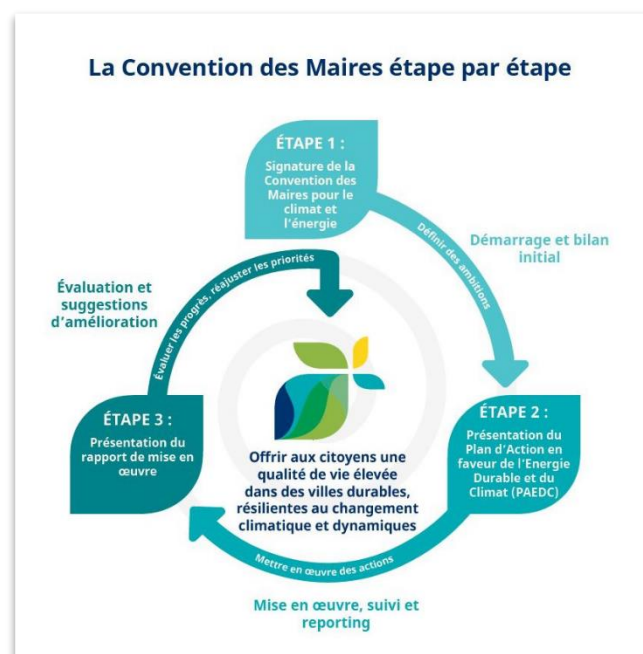 La Convention des Maires étape par étape
ÉTAPE 1 :
Signature de la
Convention des
Maires pour le
climat et
l'énergie
Définir des ambitions
Démarrage et bilan
initial
ÉTAPE 2 :
Présentation du
Plan d'Action en
faveur de l'Energie
Durable et du
Climat (PAEDC)
Mettre en œuvre des actions
Mise en œuvre, suivi et
reporting
ÉTAPE 3 :
Présentation du
rapport de mise en
œuvre
Évaluer les progrès, réajuster les priorités
Évaluation et
suggestions
d'amélioration
Offrir aux citoyens une
qualité de vie élevée
dans des villes durables,
résilientes au changement
climatique et dynamiques